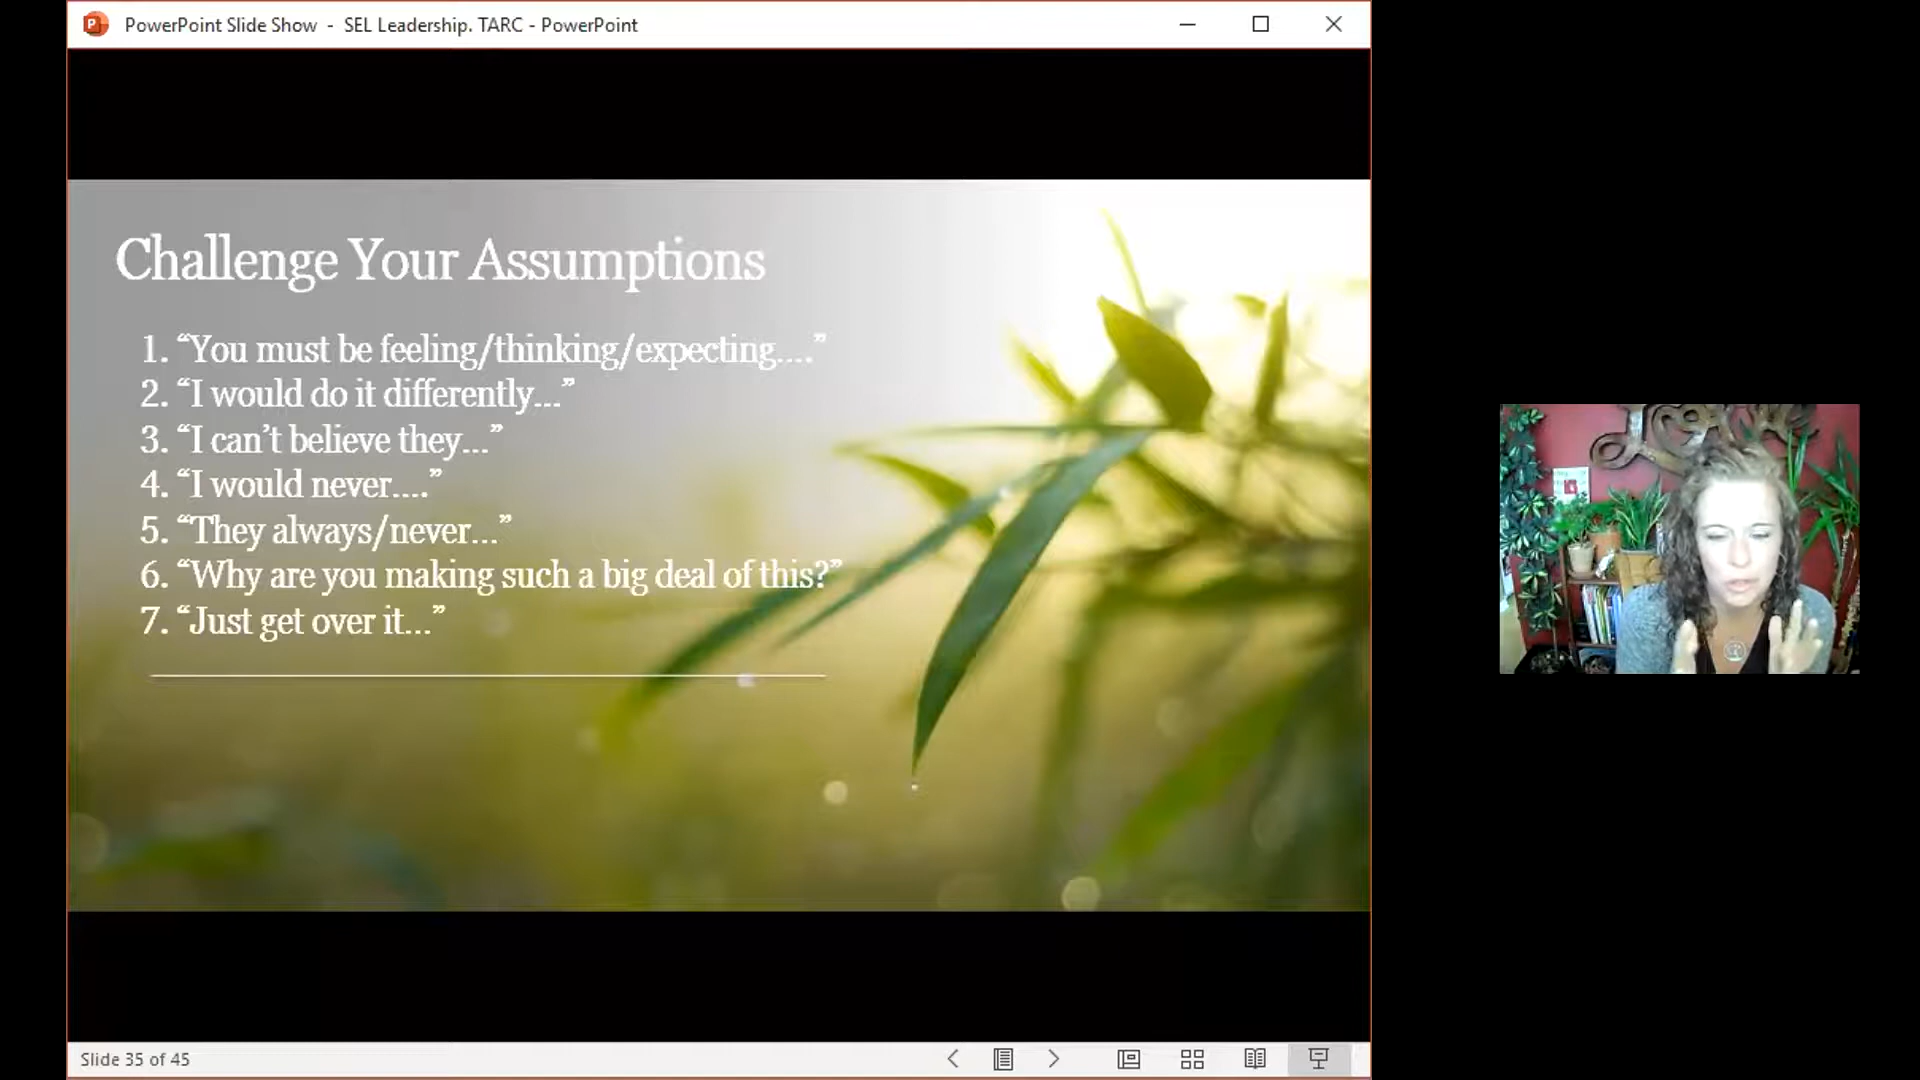 PowerPoint Slide Show - SEL Leadership. TARC - PowerPoint
Challenge Your Assumptions
1. “You must be feeling/thinking/expecting....”
2. “I would do it differently...”
3. “I can’t believe they...”
4. “I would never....”
5. “They always/never...”
6. “Why are you making such a big deal of this?”
7. “Just get over it...”
Slide 35 of 45